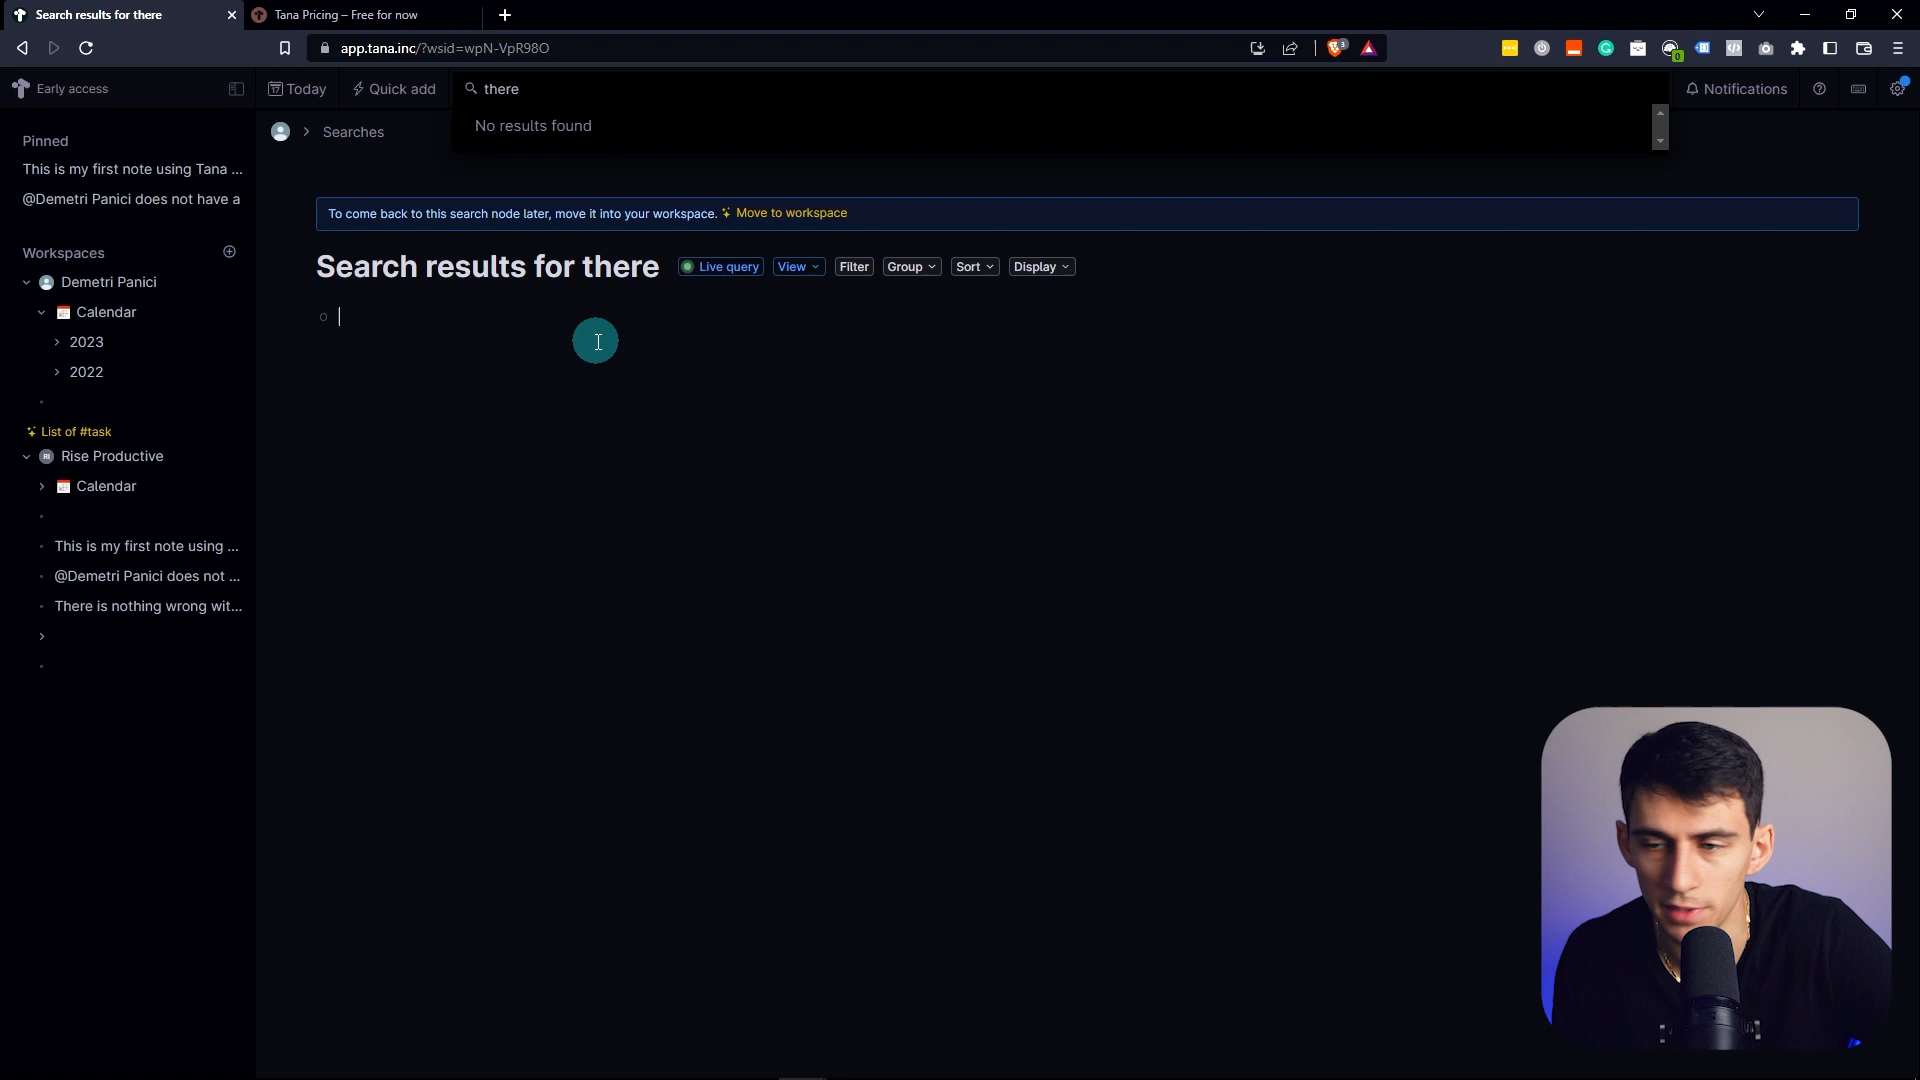 Search results for there
Tana Pricing – Free for now
app.tana.inc/?wsid=wpN-VpR98O
3
0
Early access
17 Today
Quick add
there
Notifications
No results found
Searches
Pinned
This is my first note using Tana ...
@Demetri Panici does not have a
To come back to this search node later, move it into your workspace. Move to workspace
Workspaces
Search results for there
Live query
View
Filter
Group
Sort
Display
Demetri Panici
Calendar
2023
2022
List of #task
RI Rise Productive
Calendar
This is my first note using ...
@Demetri Panici does not ...
There is nothing wrong wit...